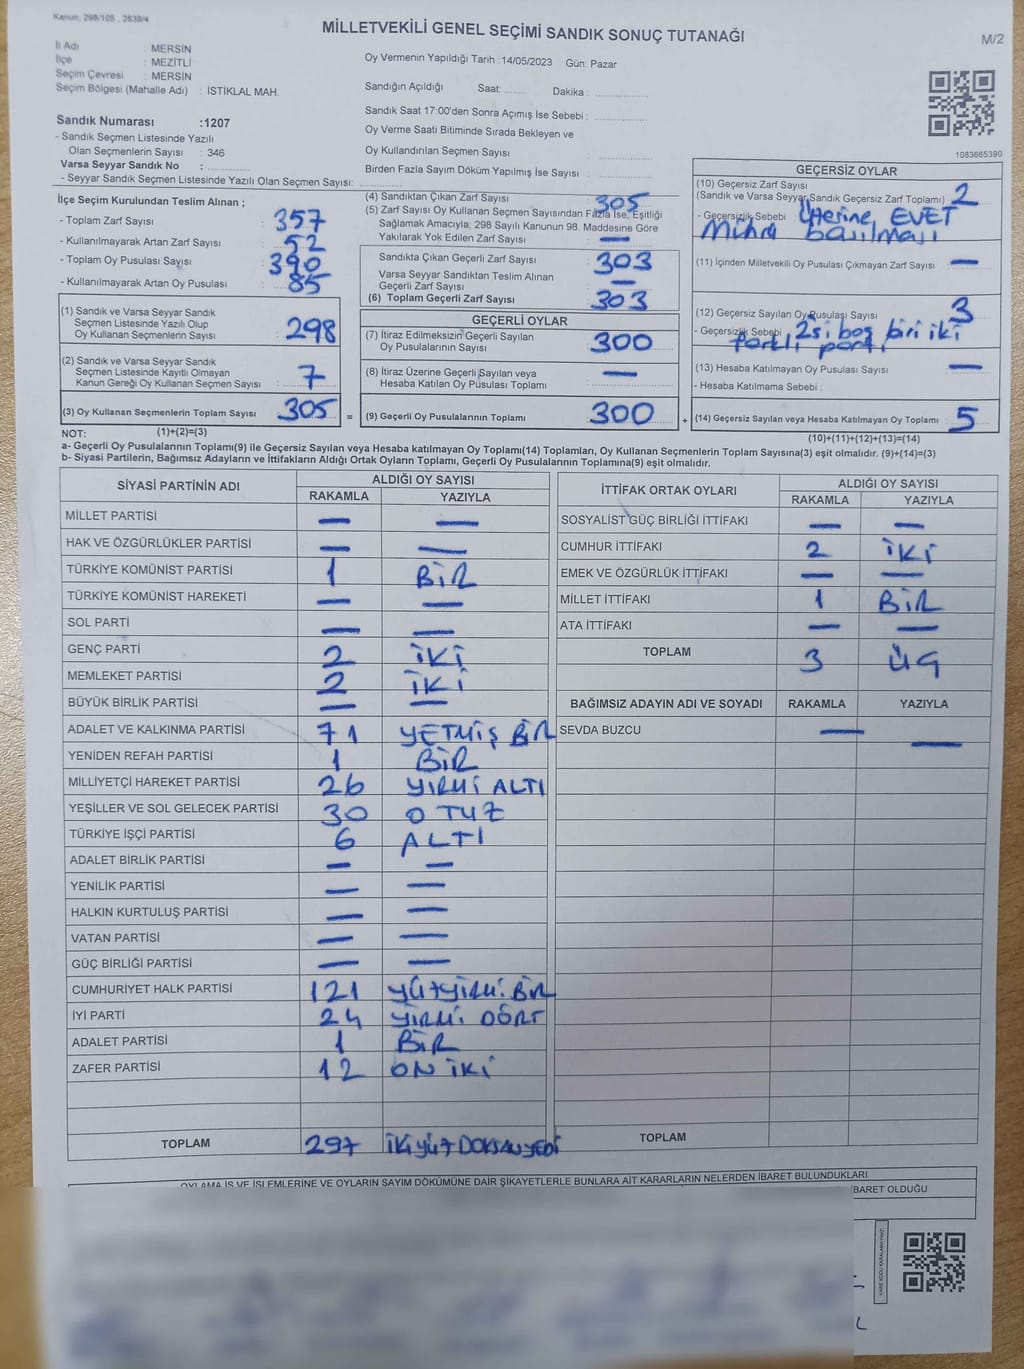 Kanun; 298/105 , 2839/4
MİLLETVEKİLİ GENEL SEÇİMİ SANDIK SONUÇ TUTANAĞI
M/2
İl Adı : MERSİN
İlçe : MEZİTLİ
Seçim Çevresi : MERSİN
Seçim Bölgesi (Mahalle Adı) : İSTİKLAL MAH.
Sandık Numarası :1207
- Sandık Seçmen Listesinde Yazılı
Olan Seçmenlerin Sayısı : 346
Varsa Seyyar Sandık No :
- Seyyar Sandık Seçmen Listesinde Yazılı Olan Seçmen Sayısı:
Oy Vermenin Yapıldığı Tarih :14/05/2023 Gün: Pazar
Sandığın Açıldığı Saat: Dakika :
Sandık Saat 17:00'den Sonra Açımış İse Sebebi :
Oy Verme Saati Bitiminde Sırada Bekleyen ve
Oy Kullandırılan Seçmen Sayısı
Birden Fazla Sayım Döküm Yapılmış İse Sayısı :
1083665390
İlçe Seçim Kurulundan Teslim Alınan ;
- Toplam Zarf Sayısı : 357
- Kullanılmayarak Artan Zarf Sayısı : 52
- Toplam Oy Pusulası Sayısı : 390
- Kullanılmayarak Artan Oy Pusulası : 85
(1) Sandık ve Varsa Seyyar Sandık
Seçmen Listesinde Yazılı Olup
Oy Kullanan Seçmenlerin Sayısı : 298
(2) Sandık ve Varsa Seyyar Sandık
Seçmen Listesinde Kayıtlı Olmayan
Kanun Gereği Oy Kullanan Seçmen Sayısı : 7
(3) Oy Kullanan Seçmenlerin Toplam Sayısı : 305 =
(4) Sandıktan Çıkan Zarf Sayısı : 305
(5) Zarf Sayısı Oy Kullanan Seçmen Sayısından Fazla İse, Eşitliği
Sağlamak Amacıyla; 298 Sayılı Kanunun 98. Maddesine Göre
Yakılarak Yok Edilen Zarf Sayısı : —
Sandıkta Çıkan Geçerli Zarf Sayısı : 303
Varsa Seyyar Sandıktan Teslim Alınan
Geçerli Zarf Sayısı : —
(6) Toplam Geçerli Zarf Sayısı : 303
GEÇERLİ OYLAR
(7) İtiraz Edilmeksizin Geçerli Sayılan
Oy Pusulalarının Sayısı : 300
(8) İtiraz Üzerine Geçerli Sayılan veya
Hesaba Katılan Oy Pusulası Toplamı : —
(9) Geçerli Oy Pusulalarının Toplamı : 300 +
GEÇERSİZ OYLAR
(10) Geçersiz Zarf Sayısı
(Sandık ve Varsa Seyyar Sandık Geçersiz Zarf Toplamı) : 2
- Geçersizlik Sebebi : Üzerine EVET
Mührü basılması
(11) İçinden Milletvekili Oy Pusulası Çıkmayan Zarf Sayısı : —
(12) Geçersiz Sayılan Oy Pusulası Sayısı : 3
- Geçersizlik Sebebi : 2si boş biri iki
farklı parti
(13) Hesaba Katılmayan Oy Pusulası Sayısı : —
- Hesaba Katılmama Sebebi :
(14) Geçersiz Sayılan veya Hesaba Katılmayan Oy Toplamı : 5
NOT: (1)+(2)=(3)
(10)+(11)+(12)+(13)=(14)
a- Geçerli Oy Pusulalarının Toplamı(9) ile Geçersiz Sayılan veya Hesaba katılmayan Oy Toplamı(14) Toplamları, Oy Kullanan Seçmenlerin Toplam Sayısına(3) eşit olmalıdır. (9)+(14)=(3)
b- Siyasi Partilerin, Bağımsız Adayların ve İttifakların Aldığı Ortak Oyların Toplamı, Geçerli Oy Pusulalarının Toplamına(9) eşit olmalıdır.
SİYASİ PARTİNİN ADI ALDIĞI OY SAYISI
RAKAMLA YAZIYLA
MİLLET PARTİSİ — —
HAK VE ÖZGÜRLÜKLER PARTİSİ — —
TÜRKİYE KOMÜNİST PARTİSİ 1 BİR
TÜRKİYE KOMÜNİST HAREKETİ — —
SOL PARTİ — —
GENÇ PARTİ 2 İKİ
MEMLEKET PARTİSİ 2 İKİ
BÜYÜK BİRLİK PARTİSİ — —
ADALET VE KALKINMA PARTİSİ 71 YETMİŞ BİR
YENİDEN REFAH PARTİSİ 1 BİR
MİLLİYETÇİ HAREKET PARTİSİ 26 YİRMİ ALTI
YEŞİLLER VE SOL GELECEK PARTİSİ 30 OTUZ
TÜRKİYE İŞÇİ PARTİSİ 6 ALTI
ADALET BİRLİK PARTİSİ — —
YENİLİK PARTİSİ — —
HALKIN KURTULUŞ PARTİSİ — —
VATAN PARTİSİ — —
GÜÇ BİRLİĞİ PARTİSİ — —
CUMHURİYET HALK PARTİSİ 121 YÜZYİRMİ BİR
İYİ PARTİ 24 YİRMİ DÖRT
ADALET PARTİSİ 1 BİR
ZAFER PARTİSİ 12 ON İKİ
TOPLAM 297 İKİYÜZ DOKSANYEDİ
İTTİFAK ORTAK OYLARI ALDIĞI OY SAYISI
RAKAMLA YAZIYLA
SOSYALİST GÜÇ BİRLİĞİ İTTİFAKI — —
CUMHUR İTTİFAKI 2 İKİ
EMEK VE ÖZGÜRLÜK İTTİFAKI — —
MİLLET İTTİFAKI 1 BİR
ATA İTTİFAKI — —
TOPLAM 3 ÜÇ
BAĞIMSIZ ADAYIN ADI VE SOYADI RAKAMLA YAZIYLA
SEVDA BUZCU — —
TOPLAM
OYLAMA İŞ VE İŞLEMLERİNE VE OYLARIN SAYIM DÖKÜMÜNE DAİR ŞİKAYETLERLE BUNLARA AİT KARARLARIN NELERDEN İBARET BULUNDUKLARI
BARET OLDUĞU